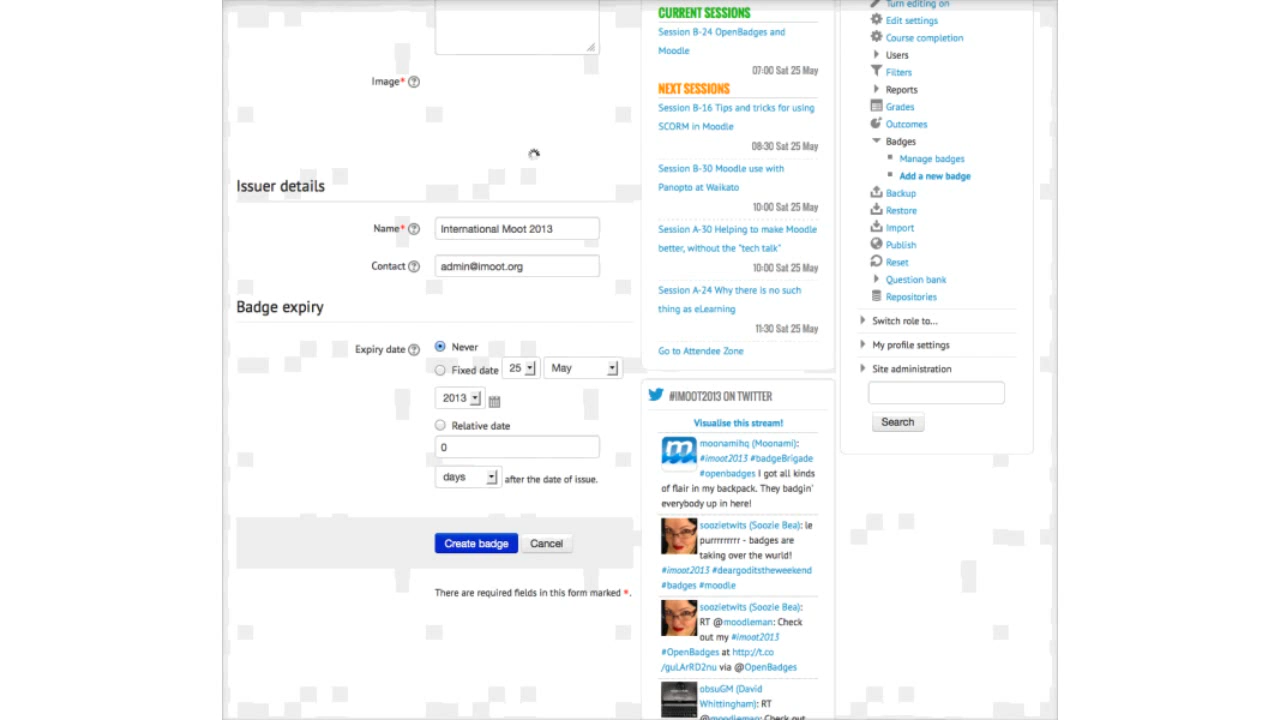 Image*
Issuer details
Name*
International Moot 2013
Contact
admin@imoot.org
Badge expiry
Expiry date
Never
Fixed date 25 May
2013
Relative date
0
days after the date of issue.
Create badge Cancel
There are required fields in this form marked *.
CURRENT SESSIONS
Session B-24 OpenBadges and
Moodle
07:00 Sat 25 May
NEXT SESSIONS
Session B-16 Tips and tricks for using
SCORM in Moodle
08:30 Sat 25 May
Session B-30 Moodle use with
Panopto at Waikato
10:00 Sat 25 May
Session A-30 Helping to make Moodle
better, without the "tech talk"
10:00 Sat 25 May
Session A-24 Why there is no such
thing as eLearning
11:30 Sat 25 May
Go to Attendee Zone
#IMOOT2013 ON TWITTER
Visualise this stream!
moonamihq (Moonami):
#imoot2013 #badgeBrigade
#openbadges I got all kinds
of flair in my backpack. They badgin'
everybody up in here!
soozietwits (Soozie Bea): le
purrrrrrrr - badges are
taking over the world!
#imoot2013 #deargoditstheweekend
#badges #moodle
soozietwits (Soozie Bea):
RT @moodleman: Check
out my #imoot2013
#OpenBadges at http://t.co
/guLArRD2nu via @OpenBadges
obsuGM (David
Whittingham): RT
@moodleman: Check out
Turn editing on
Edit settings
Course completion
Users
Filters
Reports
Grades
Outcomes
Badges
Manage badges
Add a new badge
Backup
Restore
Import
Publish
Reset
Question bank
Repositories
Switch role to...
My profile settings
Site administration
Search